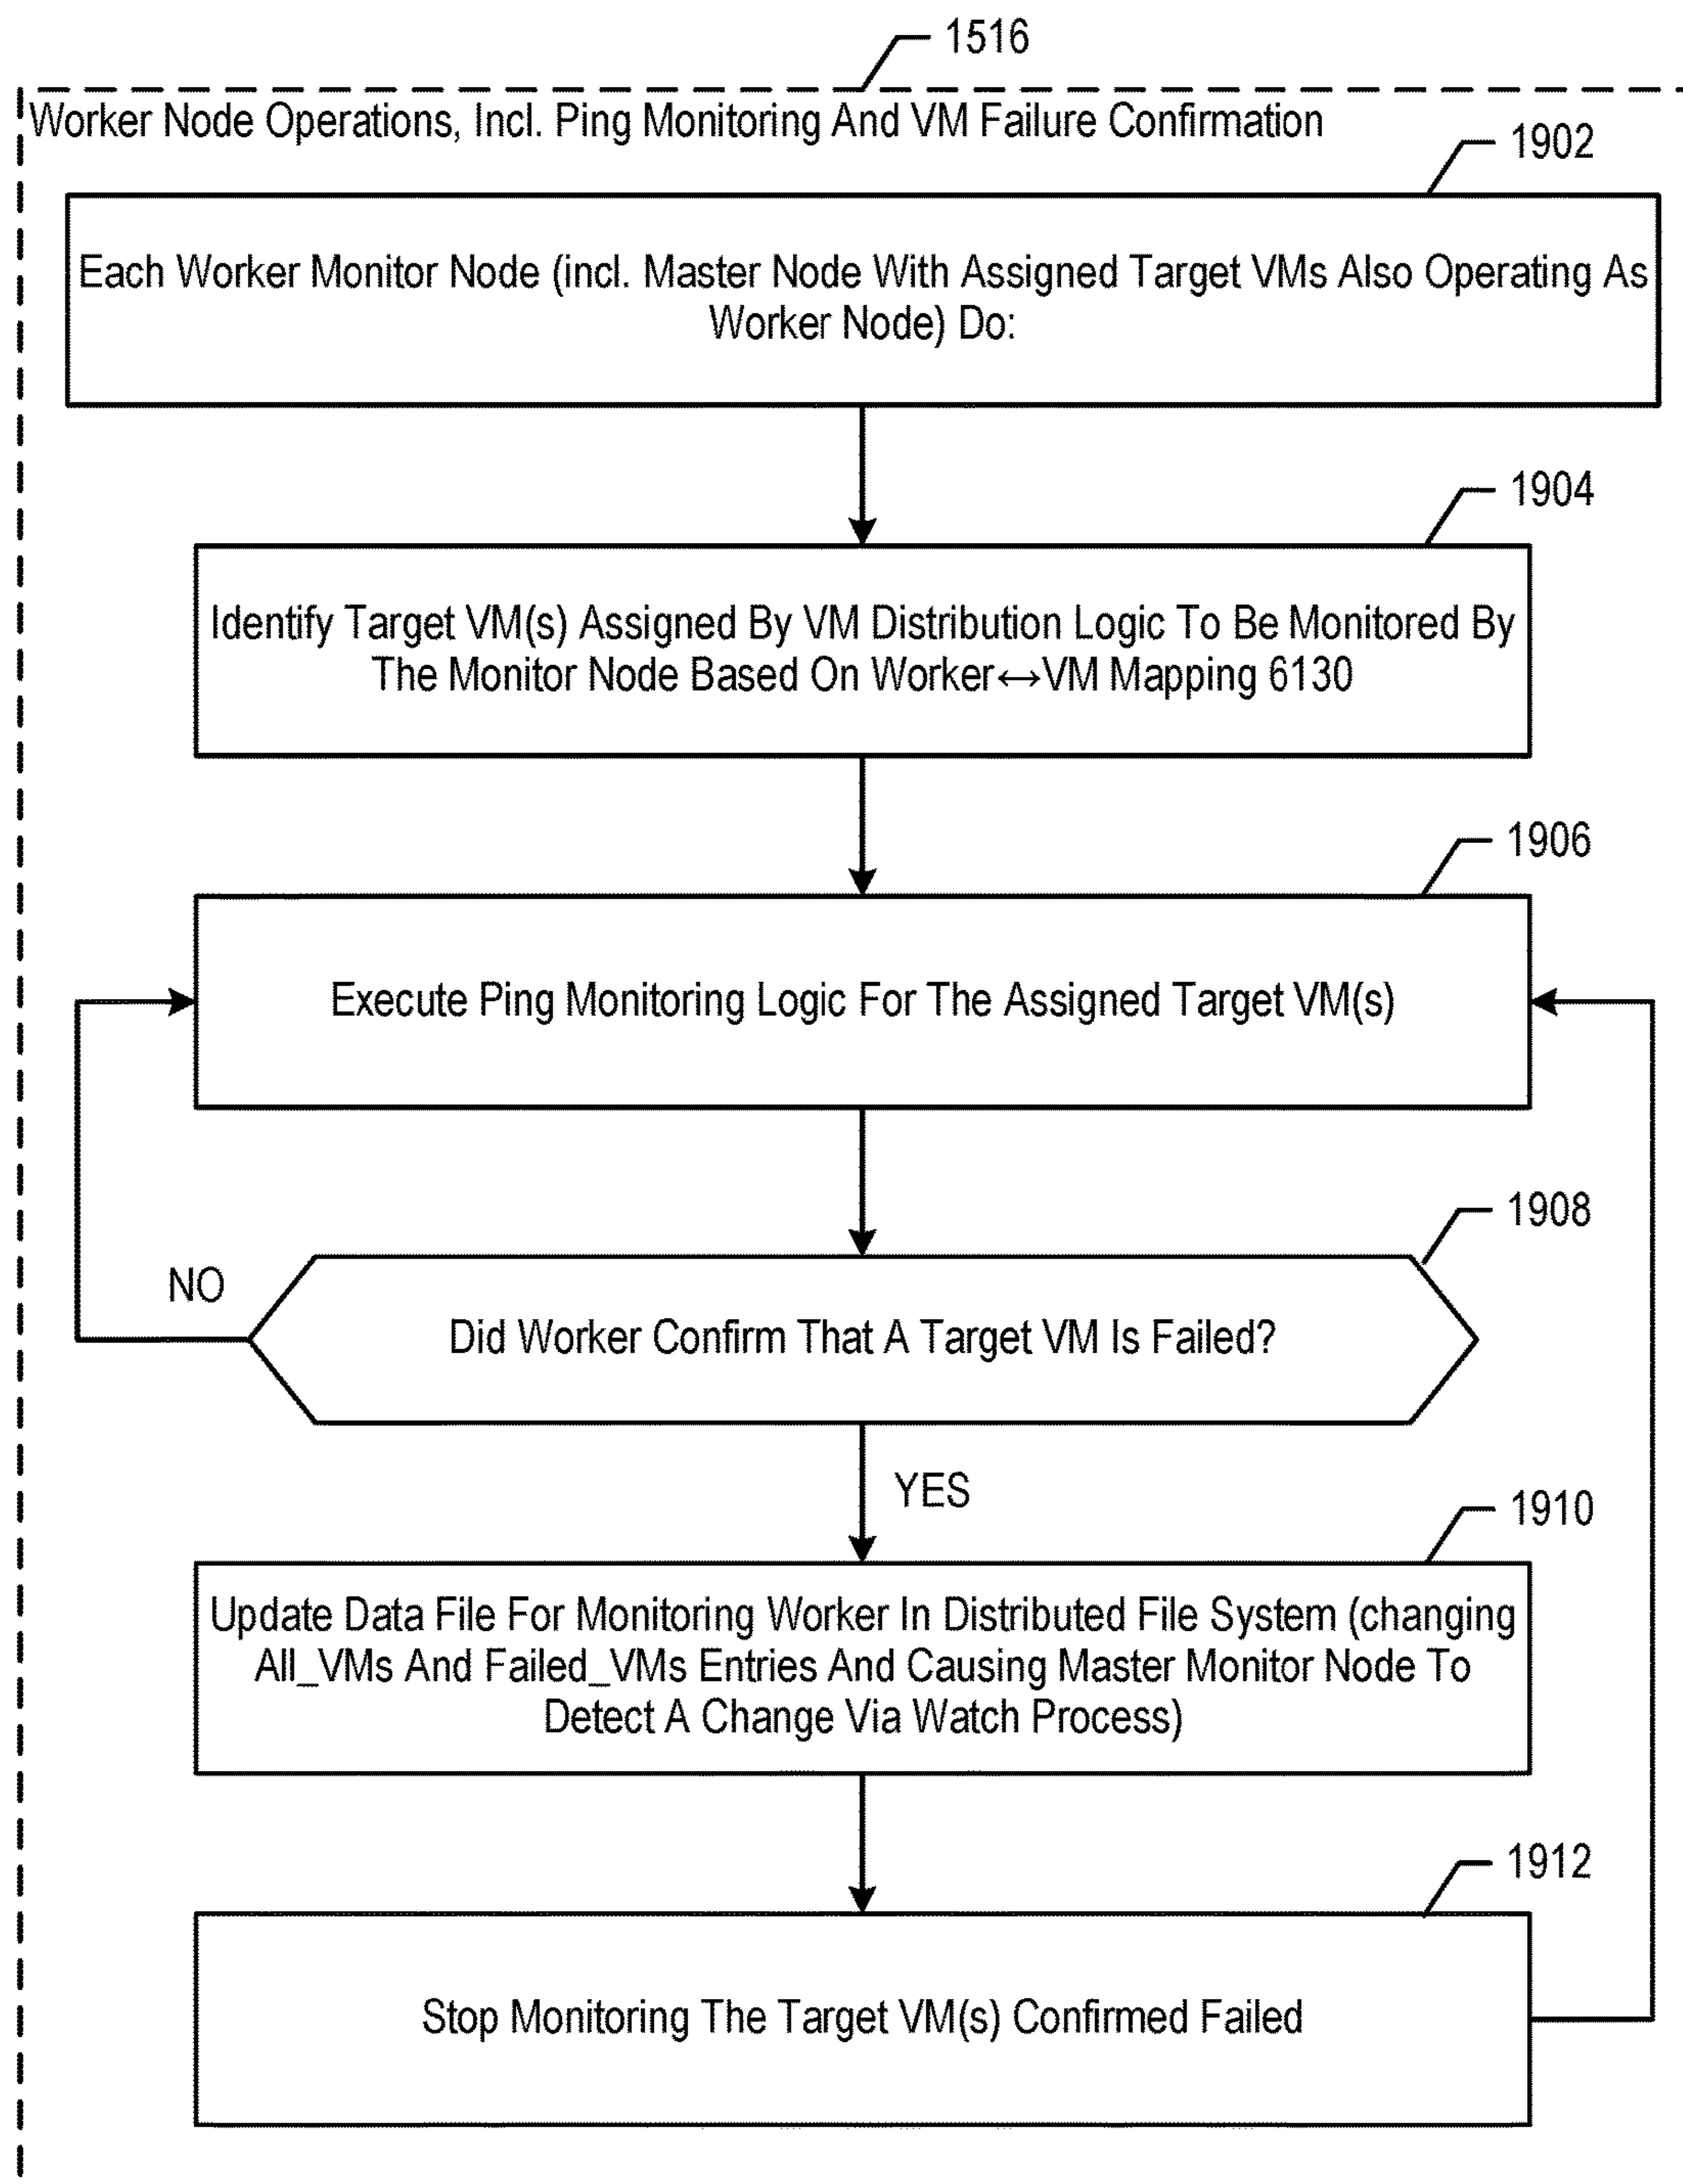 1516
Worker Node Operations, Incl. Ping Monitoring And VM Failure Confirmation
1902
Each Worker Monitor Node (incl. Master Node With Assigned Target VMs Also Operating As
Worker Node) Do:
1904
Identify Target VM(s) Assigned By VM Distribution Logic To Be Monitored By
The Monitor Node Based On Worker↔VM Mapping 6130
1906
Execute Ping Monitoring Logic For The Assigned Target VM(s)
1908
NO
Did Worker Confirm That A Target VM Is Failed?
YES
1910
Update Data File For Monitoring Worker In Distributed File System (changing
All_VMs And Failed_VMs Entries And Causing Master Monitor Node To
Detect A Change Via Watch Process)
1912
Stop Monitoring The Target VM(s) Confirmed Failed